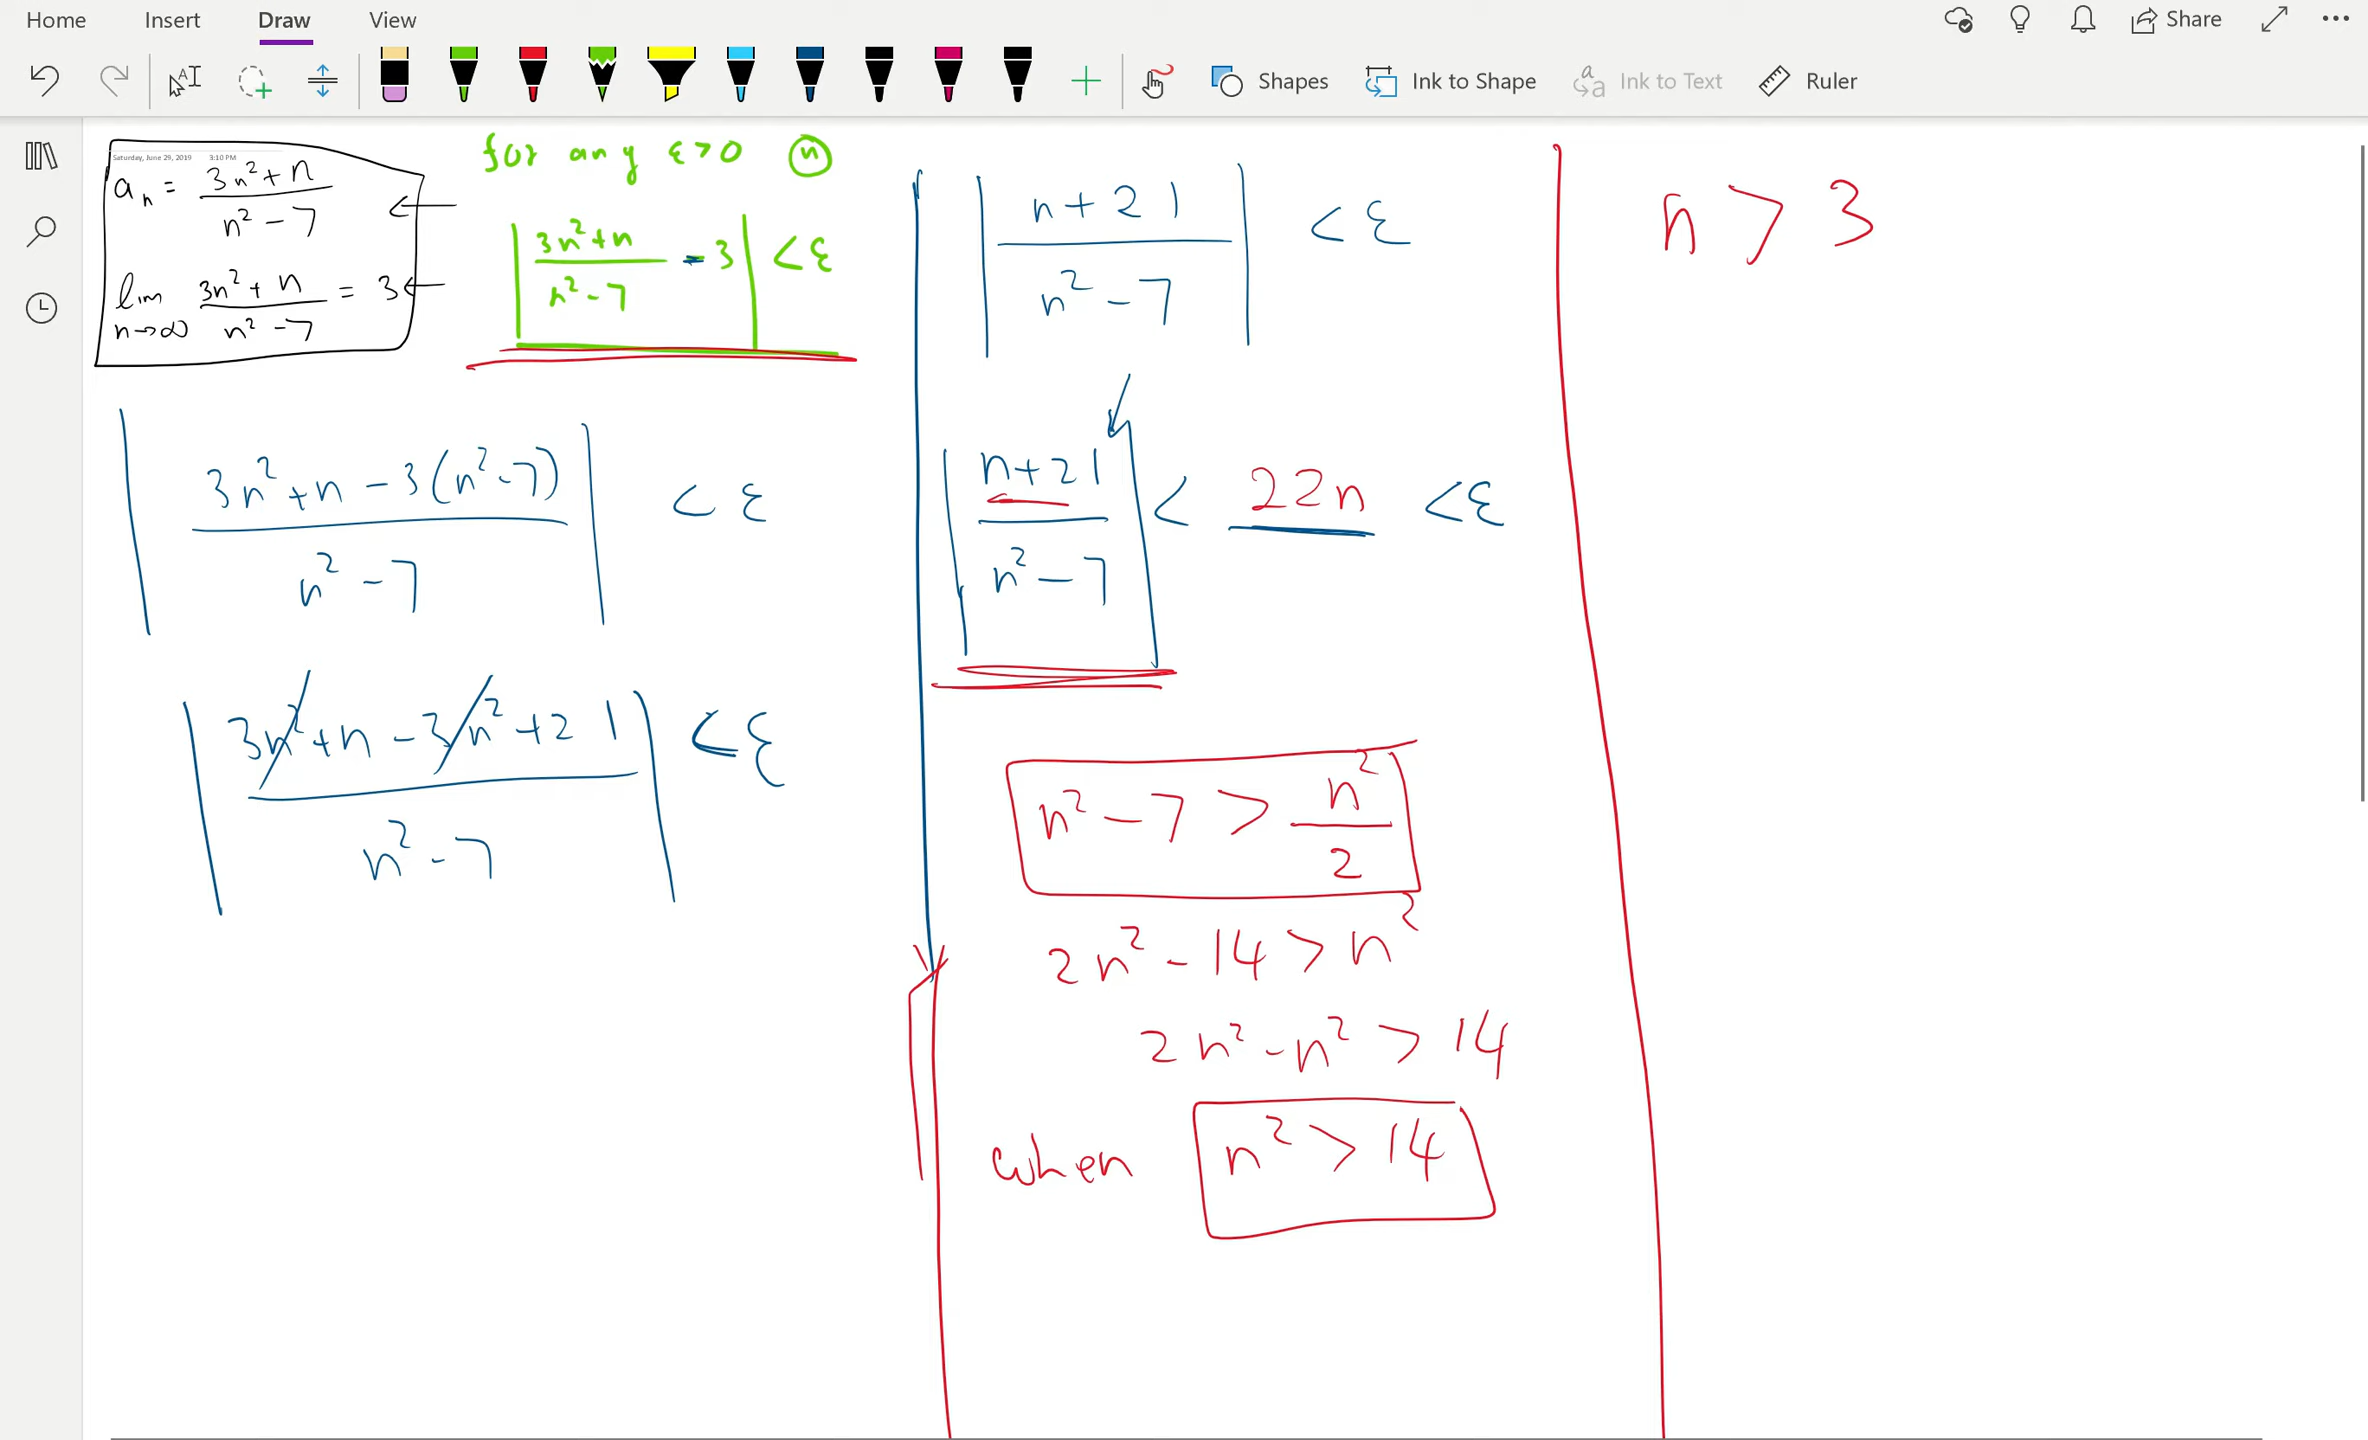 Home Insert Draw View Share
Shapes Ink to Shape Ink to Text Ruler
Saturday, June 29, 2019 3:10 PM
a_n = (3n² + n)/(n² - 7) ←
lim n→∞ (3n² + n)/(n² - 7) = 3 ←
for any ε > 0 n
|(3n² + n)/(n² - 7) - 3| < ε
|(3n² + n - 3(n² - 7))/(n² - 7)| < ε
|(3n² + n - 3n² + 21)/(n² - 7)| < ε
|(n + 21)/(n² - 7)| < ε
|(n + 21)/(n² - 7)| < 22n < ε
n² - 7 > n²/2
2n² - 14 > n²
2n² - n² > 14
when n² > 14
n > 3